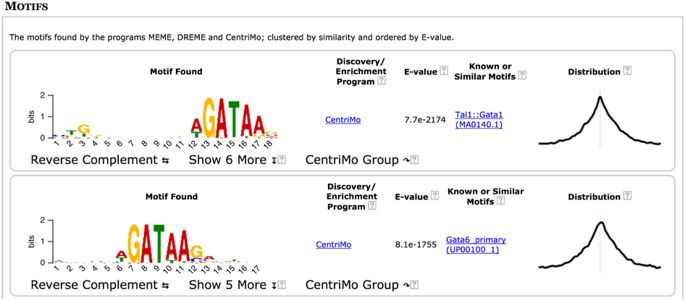 MOTIFS
The motifs found by the programs MEME, DREME and CentriMo; clustered by similarity and ordered by E-value.
Motif Found
Discovery/
Enrichment
Program ?
E-value ?
Known or
Similar Motifs ?
Distribution ?
bits
2
1
0
1 2 3 4 5 6 7 8 9 10 11 12 13 14 15 16 17 18
TG AGATAA
CentriMo
7.7e-2174
Tal1::Gata1
(MA0140.1)
Reverse Complement ⇆ Show 6 More ↧? CentriMo Group ↷?
Motif Found
Discovery/
Enrichment
Program ?
E-value ?
Known or Similar
Motifs ?
Distribution ?
bits
2
1
0
1 2 3 4 5 6 7 8 9 10 11 12 13 14 15 16 17
AGATAAG
CentriMo
8.1e-1755
Gata6_primary
(UP00100_1)
Reverse Complement ⇆ Show 5 More ↧? CentriMo Group ↷?